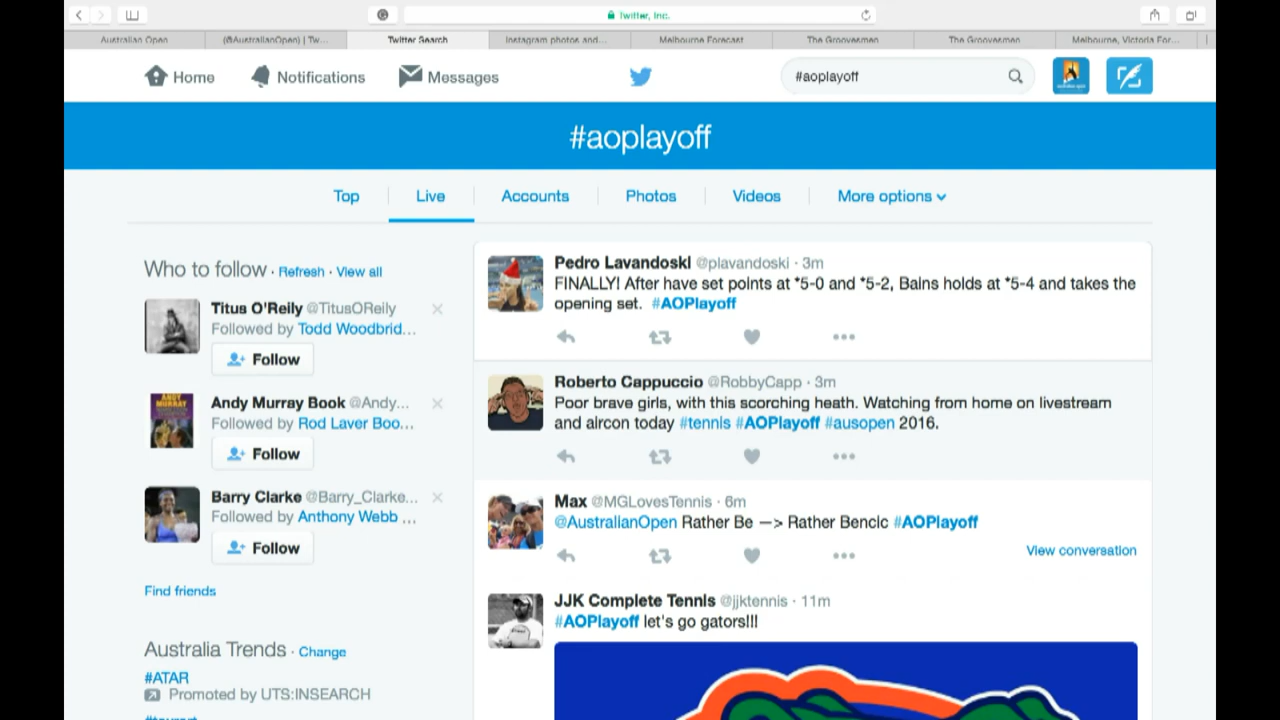 Twitter, Inc.
Australian Open
(@AustralianOpen) | Tw...
Twitter Search
Instagram photos and...
Melbourne Forecast
The Groovesmen
The Groovesmen
Melbourne, Victoria For...
Home
Notifications
Messages
#aoplayoff
#aoplayoff
Top
Live
Accounts
Photos
Videos
More options
Who to follow · Refresh · View all
Titus O'Reily @TitusOReily
Followed by Todd Woodbrid...
Follow
Andy Murray Book @Andy...
Followed by Rod Laver Boo...
Follow
Barry Clarke @Barry_Clarke...
Followed by Anthony Webb ...
Follow
Find friends
Australia Trends · Change
#ATAR
Promoted by UTS:INSEARCH
Pedro Lavandoski @plavandoski · 3m
FINALLY! After have set points at *5-0 and *5-2, Bains holds at *5-4 and takes the
opening set. #AOPlayoff
Roberto Cappuccio @RobbyCapp · 3m
Poor brave girls, with this scorching heath. Watching from home on livestream
and aircon today #tennis #AOPlayoff #ausopen 2016.
Max @MGLovesTennis · 6m
@AustralianOpen Rather Be —> Rather Bencic #AOPlayoff
View conversation
JJK Complete Tennis @jjktennis · 11m
#AOPlayoff let's go gators!!!